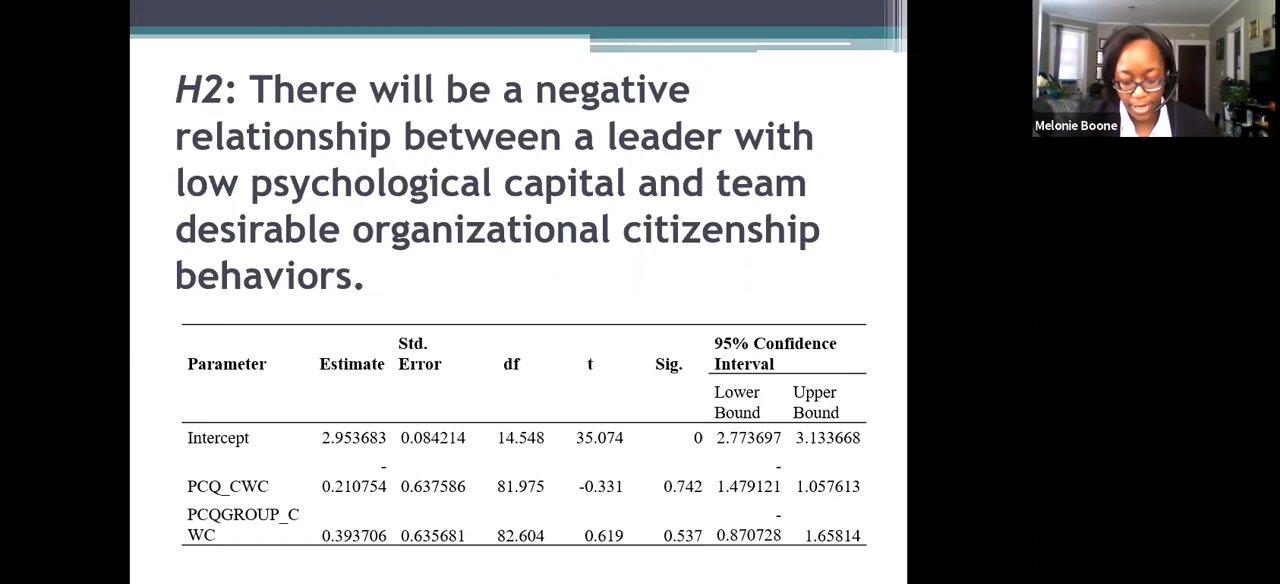 H2: There will be a negative
relationship between a leader with
low psychological capital and team
desirable organizational citizenship
behaviors.
Melonie Boone
Std. 95% Confidence
Parameter Estimate Error df t Sig. Interval
Lower Upper
Bound Bound
Intercept 2.953683 0.084214 14.548 35.074 0 2.773697 3.133668
- -
PCQ_CWC 0.210754 0.637586 81.975 -0.331 0.742 1.479121 1.057613
PCQGROUP_C -
WC 0.393706 0.635681 82.604 0.619 0.537 0.870728 1.65814